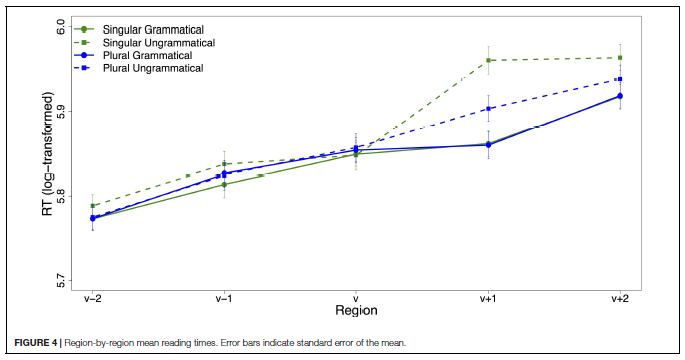 6.0
5.9
5.8
5.7
RT (log−transformed)
Singular Grammatical
Singular Ungrammatical
Plural Grammatical
Plural Ungrammatical
v−2 v−1 v v+1 v+2
Region
FIGURE 4 | Region-by-region mean reading times. Error bars indicate standard error of the mean.